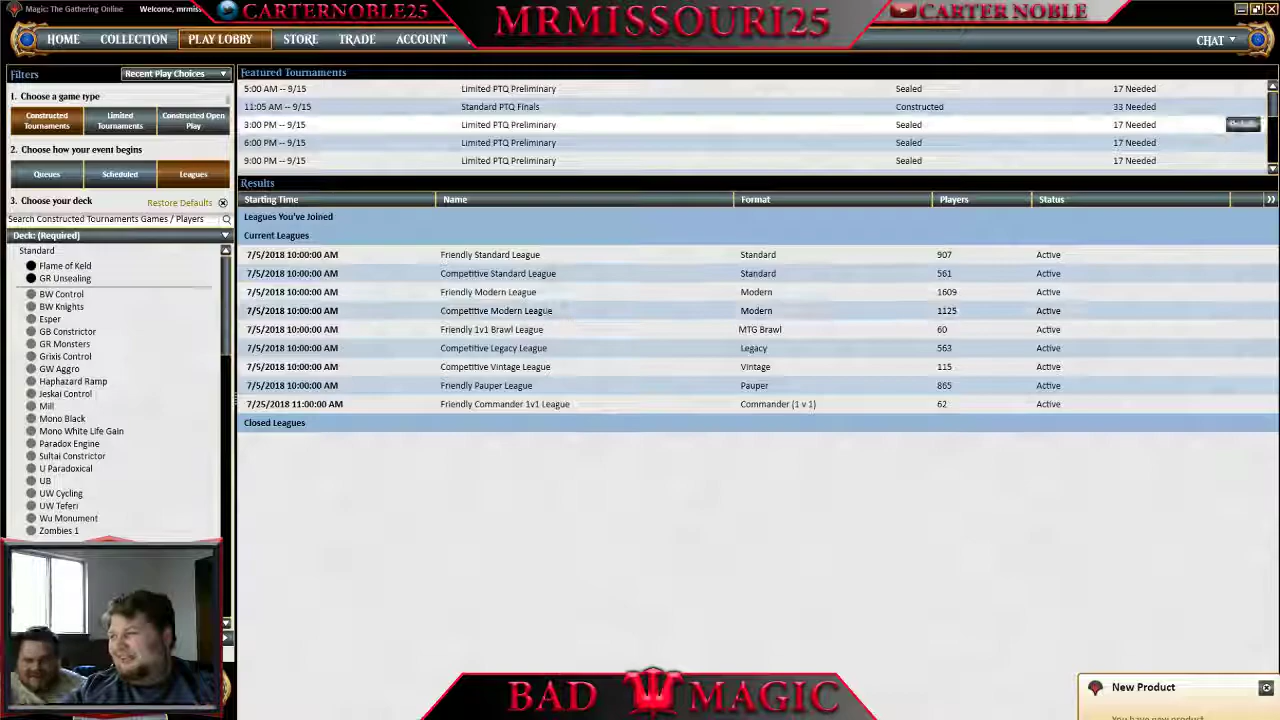 Magic: The Gathering Online Welcome, mrmiss
CARTERNOBLE25
MRMISSOURI25
CARTER NOBLE
HOME COLLECTION PLAY LOBBY STORE TRADE ACCOUNT CHAT
Filters Recent Play Choices
1. Choose a game type
Constructed Tournaments Limited Tournaments Constructed Open Play
2. Choose how your event begins
Queues Scheduled Leagues
3. Choose your deck Restore Defaults
Search Constructed Tournaments Games / Players
Deck: (Required)
Standard
Flame of Keld
GR Unsealing
BW Control
BW Knights
Esper
GB Constrictor
GR Monsters
Grixis Control
GW Aggro
Haphazard Ramp
Jeskai Control
Mill
Mono Black
Mono White Life Gain
Paradox Engine
Sultai Constrictor
U Paradoxical
UB
UW Cycling
UW Teferi
Wu Monument
Zombies 1
Featured Tournaments
5:00 AM -- 9/15 Limited PTQ Preliminary Sealed 17 Needed
11:05 AM -- 9/15 Standard PTQ Finals Constructed 33 Needed
3:00 PM -- 9/15 Limited PTQ Preliminary Sealed 17 Needed
6:00 PM -- 9/15 Limited PTQ Preliminary Sealed 17 Needed
9:00 PM -- 9/15 Limited PTQ Preliminary Sealed 17 Needed
Results
Starting Time Name Format Players Status
Leagues You've Joined
Current Leagues
7/5/2018 10:00:00 AM Friendly Standard League Standard 907 Active
7/5/2018 10:00:00 AM Competitive Standard League Standard 561 Active
7/5/2018 10:00:00 AM Friendly Modern League Modern 1609 Active
7/5/2018 10:00:00 AM Competitive Modern League Modern 1125 Active
7/5/2018 10:00:00 AM Friendly 1v1 Brawl League MTG Brawl 60 Active
7/5/2018 10:00:00 AM Competitive Legacy League Legacy 563 Active
7/5/2018 10:00:00 AM Competitive Vintage League Vintage 115 Active
7/5/2018 10:00:00 AM Friendly Pauper League Pauper 865 Active
7/25/2018 11:00:00 AM Friendly Commander 1v1 League Commander (1 v 1) 62 Active
Closed Leagues
BAD MAGIC
New Product
You have new product